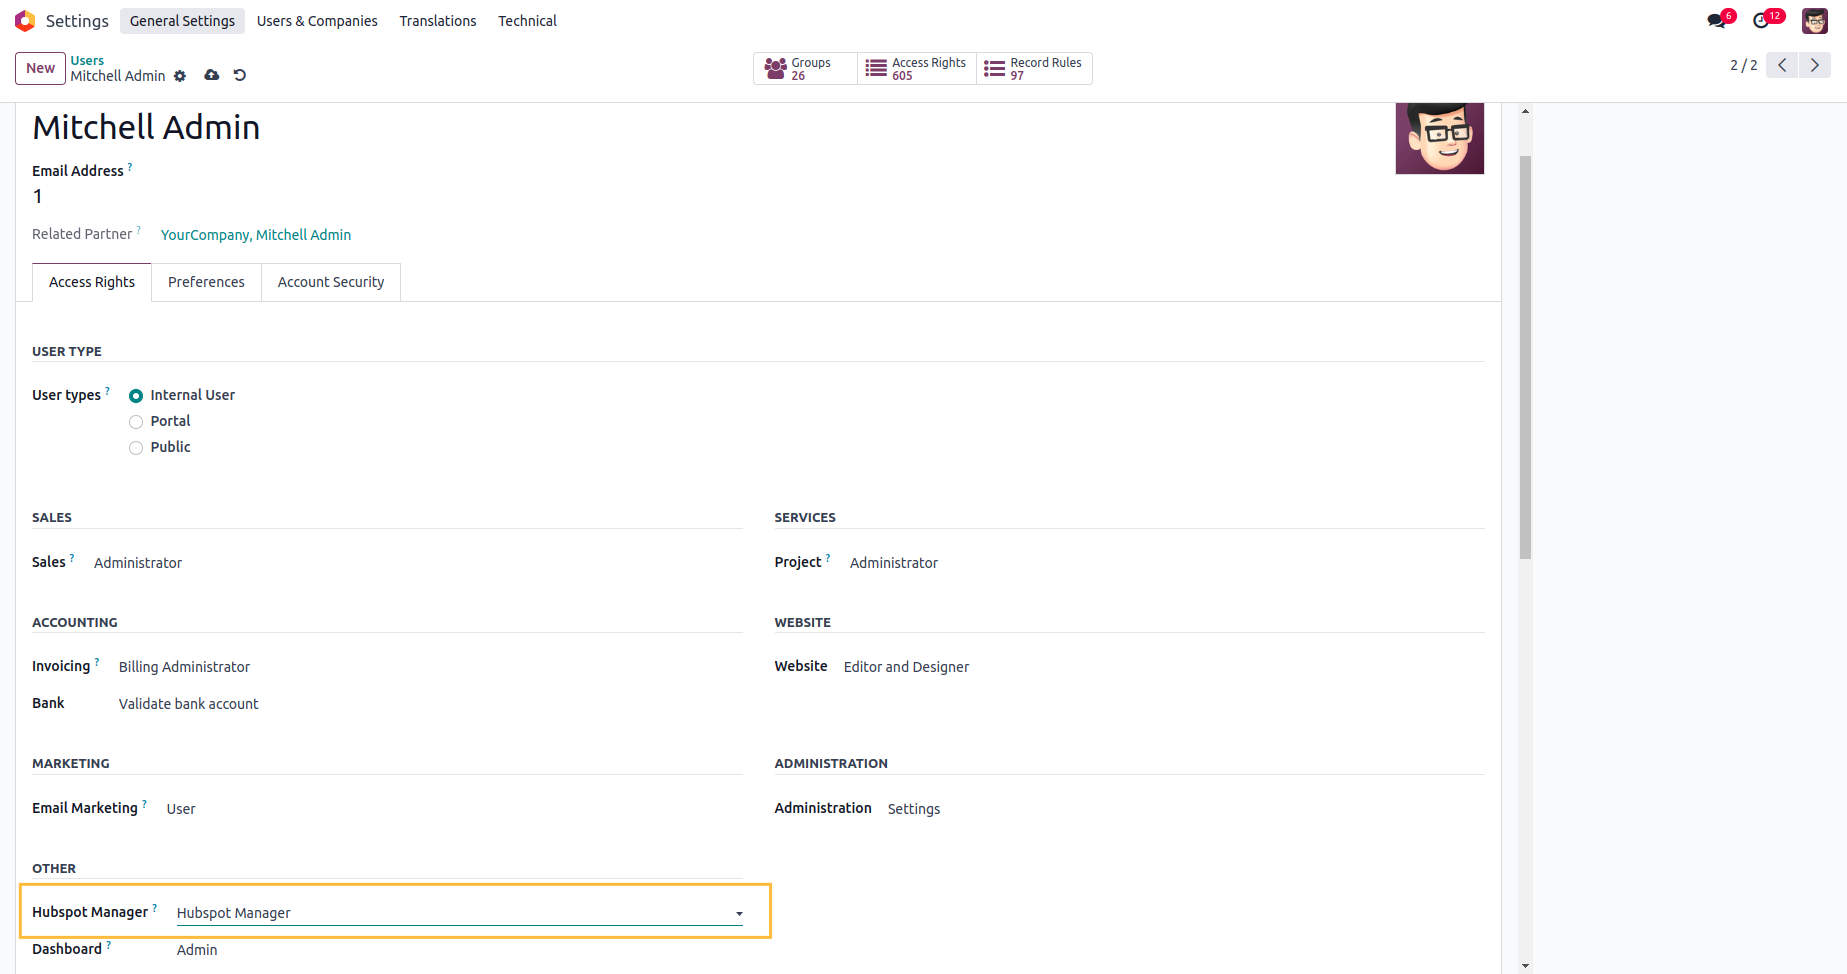 Settings General Settings Users & Companies Translations Technical 6 12
New Users Groups 26 Access Rights 605 Record Rules 97 2 / 2
Mitchell Admin
Mitchell Admin
Email Address ?
1
Related Partner ? YourCompany, Mitchell Admin
Access Rights Preferences Account Security
USER TYPE
User types ? Internal User
Portal
Public
SALES SERVICES
Sales ? Administrator Project ? Administrator
ACCOUNTING WEBSITE
Invoicing ? Billing Administrator Website Editor and Designer
Bank Validate bank account
MARKETING ADMINISTRATION
Email Marketing ? User Administration Settings
OTHER
Hubspot Manager ? Hubspot Manager
Dashboard ? Admin